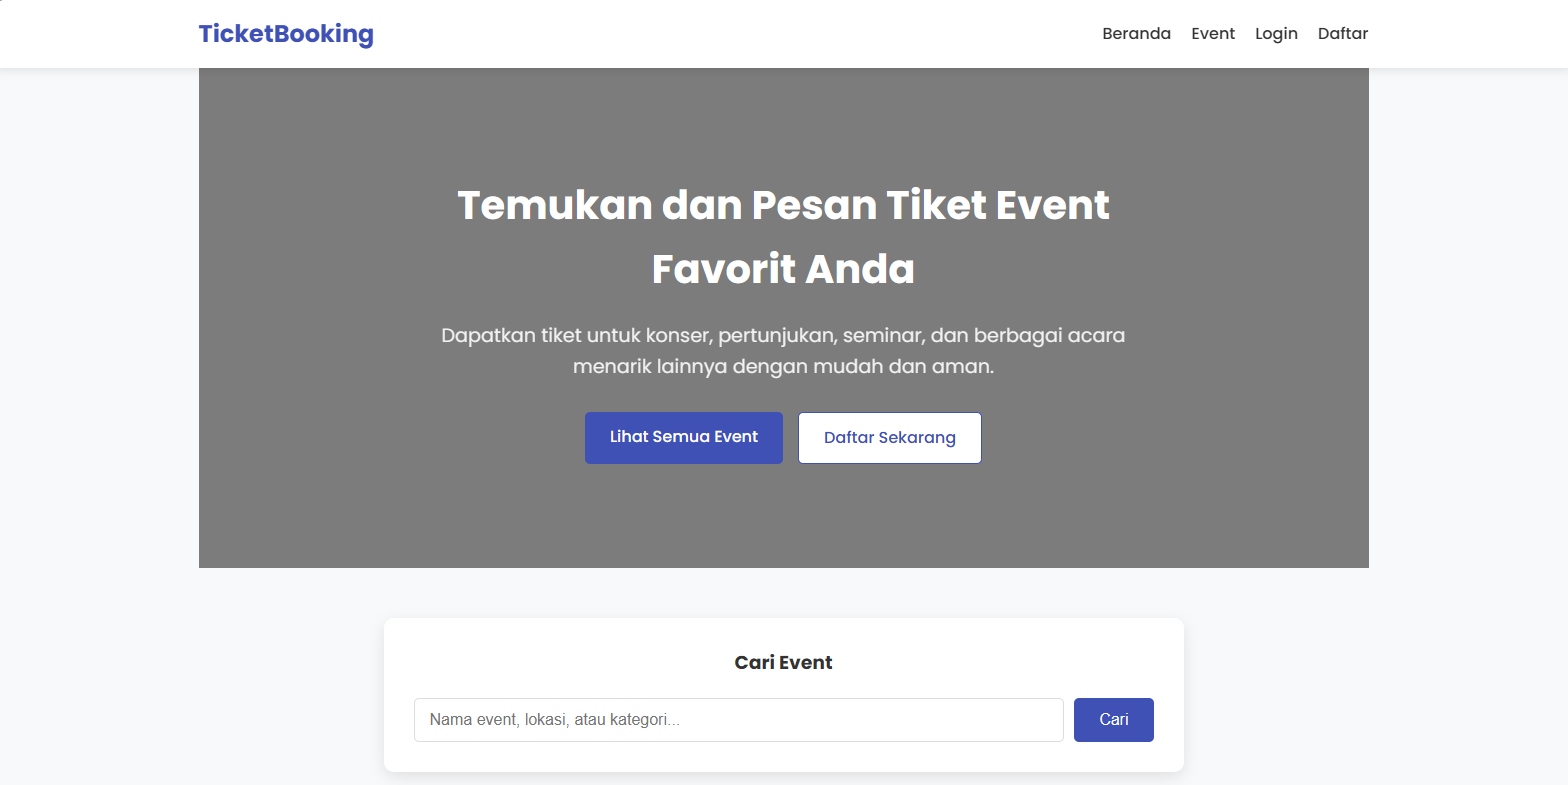 TicketBooking
Beranda Event Login Daftar
Temukan dan Pesan Tiket Event
Favorit Anda
Dapatkan tiket untuk konser, pertunjukan, seminar, dan berbagai acara
menarik lainnya dengan mudah dan aman.
Lihat Semua Event
Daftar Sekarang
Cari Event
Nama event, lokasi, atau kategori...
Cari